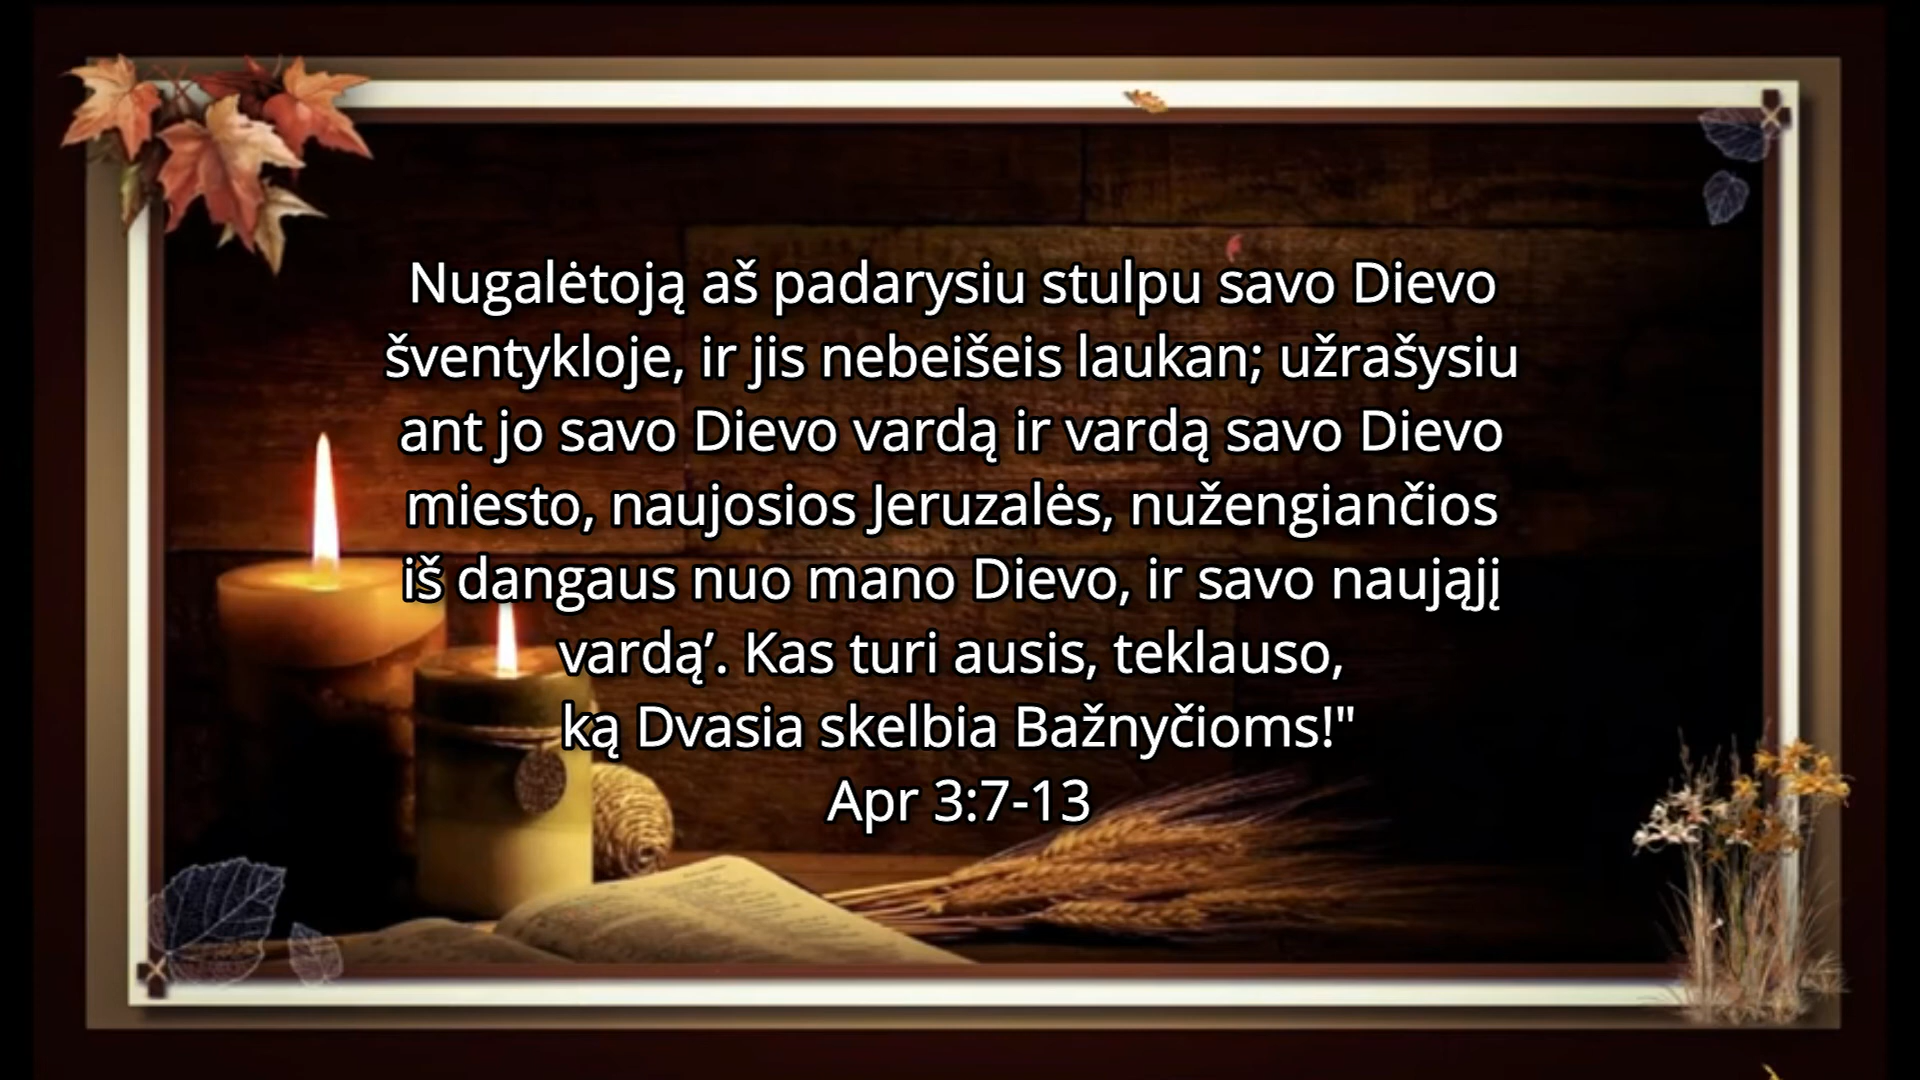 Nugalėtoją aš padarysiu stulpu savo Dievo
šventykloje, ir jis nebeišeis laukan; užrašysiu
ant jo savo Dievo vardą ir vardą savo Dievo
miesto, naujosios Jeruzalės, nužengiančios
iš dangaus nuo mano Dievo, ir savo naująjį
vardą’. Kas turi ausis, teklauso,
ką Dvasia skelbia Bažnyčioms!"
Apr 3:7-13